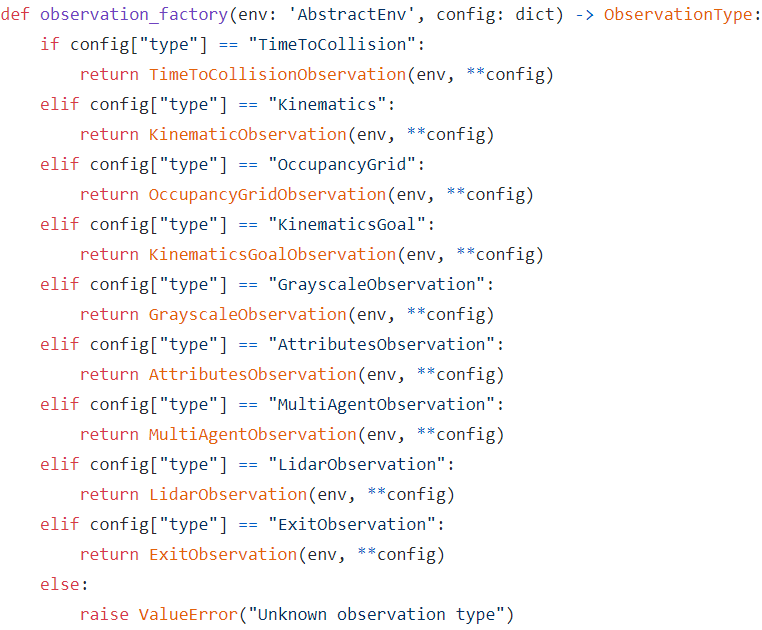 def observation_factory(env: 'AbstractEnv', config: dict) -> ObservationType:
    if config["type"] == "TimeToCollision":
        return TimeToCollisionObservation(env, **config)
    elif config["type"] == "Kinematics":
        return KinematicObservation(env, **config)
    elif config["type"] == "OccupancyGrid":
        return OccupancyGridObservation(env, **config)
    elif config["type"] == "KinematicsGoal":
        return KinematicsGoalObservation(env, **config)
    elif config["type"] == "GrayscaleObservation":
        return GrayscaleObservation(env, **config)
    elif config["type"] == "AttributesObservation":
        return AttributesObservation(env, **config)
    elif config["type"] == "MultiAgentObservation":
        return MultiAgentObservation(env, **config)
    elif config["type"] == "LidarObservation":
        return LidarObservation(env, **config)
    elif config["type"] == "ExitObservation":
        return ExitObservation(env, **config)
    else:
        raise ValueError("Unknown observation type")